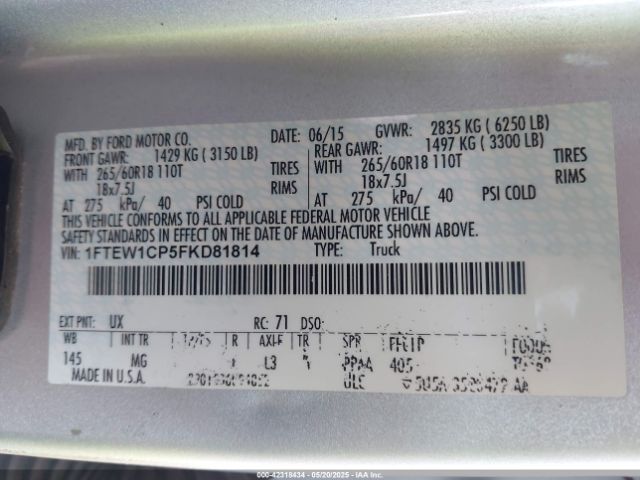 MFD. BY FORD MOTOR CO.
DATE: 06/15 GVWR: 2835 KG ( 6250 LB)
FRONT GAWR: 1429 KG ( 3150 LB)
REAR GAWR: 1497 KG ( 3300 LB)
WITH 265/60R18 110T TIRES
WITH 265/60R18 110T TIRES
18x7.5J RIMS
18x7.5J RIMS
AT 275 kPa/ 40 PSI COLD
AT 275 kPa/ 40 PSI COLD
THIS VEHICLE CONFORMS TO ALL APPLICABLE FEDERAL MOTOR VEHICLE
SAFETY STANDARDS IN EFFECT ON THE DATE OF MANUFACTURE SHOWN ABOVE.
VIN: 1FTEW1CP5FKD81814 TYPE: Truck
EXT PNT: UX RC: 71 DSO:
WB INT TR R AXLE TR SPR
145 MG L3 405
MADE IN U.S.A. ULC
000-42318434 - 05/20/2025 - IAAI.COM